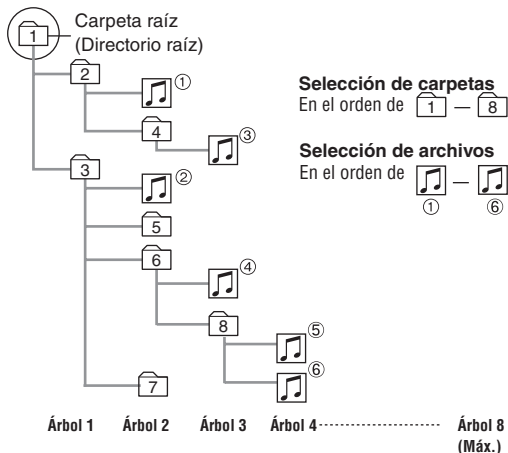 Carpeta raíz
(Directorio raíz)
1
2
①
4
③
3
②
5
6
④
8
⑤
⑥
7
Selección de carpetas
En el orden de 1 — 8
Selección de archivos
En el orden de —
① ⑥
Árbol 1 Árbol 2 Árbol 3 Árbol 4 Árbol 8
(Máx.)